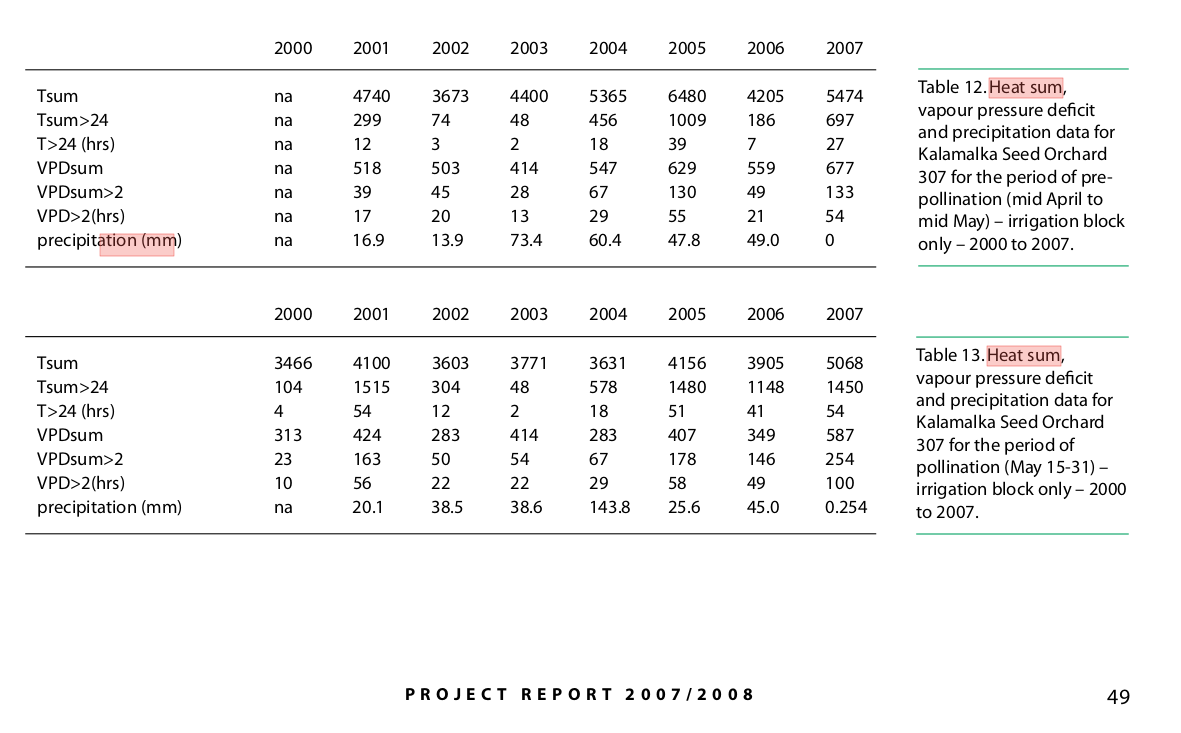 2000 2001 2002 2003 2004 2005 2006 2007
Tsum na 4740 3673 4400 5365 6480 4205 5474
Tsum>24 na 299 74 48 456 1009 186 697
T>24 (hrs) na 12 3 2 18 39 7 27
VPDsum na 518 503 414 547 629 559 677
VPDsum>2 na 39 45 28 67 130 49 133
VPD>2(hrs) na 17 20 13 29 55 21 54
precipitation (mm) na 16.9 13.9 73.4 60.4 47.8 49.0 0
Table 12. Heat sum,
vapour pressure deficit
and precipitation data for
Kalamalka Seed Orchard
307 for the period of pre-
pollination (mid April to
mid May) – irrigation block
only – 2000 to 2007.
2000 2001 2002 2003 2004 2005 2006 2007
Tsum 3466 4100 3603 3771 3631 4156 3905 5068
Tsum>24 104 1515 304 48 578 1480 1148 1450
T>24 (hrs) 4 54 12 2 18 51 41 54
VPDsum 313 424 283 414 283 407 349 587
VPDsum>2 23 163 50 54 67 178 146 254
VPD>2(hrs) 10 56 22 22 29 58 49 100
precipitation (mm) na 20.1 38.5 38.6 143.8 25.6 45.0 0.254
Table 13. Heat sum,
vapour pressure deficit
and precipitation data for
Kalamalka Seed Orchard
307 for the period of
pollination (May 15-31) –
irrigation block only – 2000
to 2007.
PROJECT REPORT 2007/2008
49